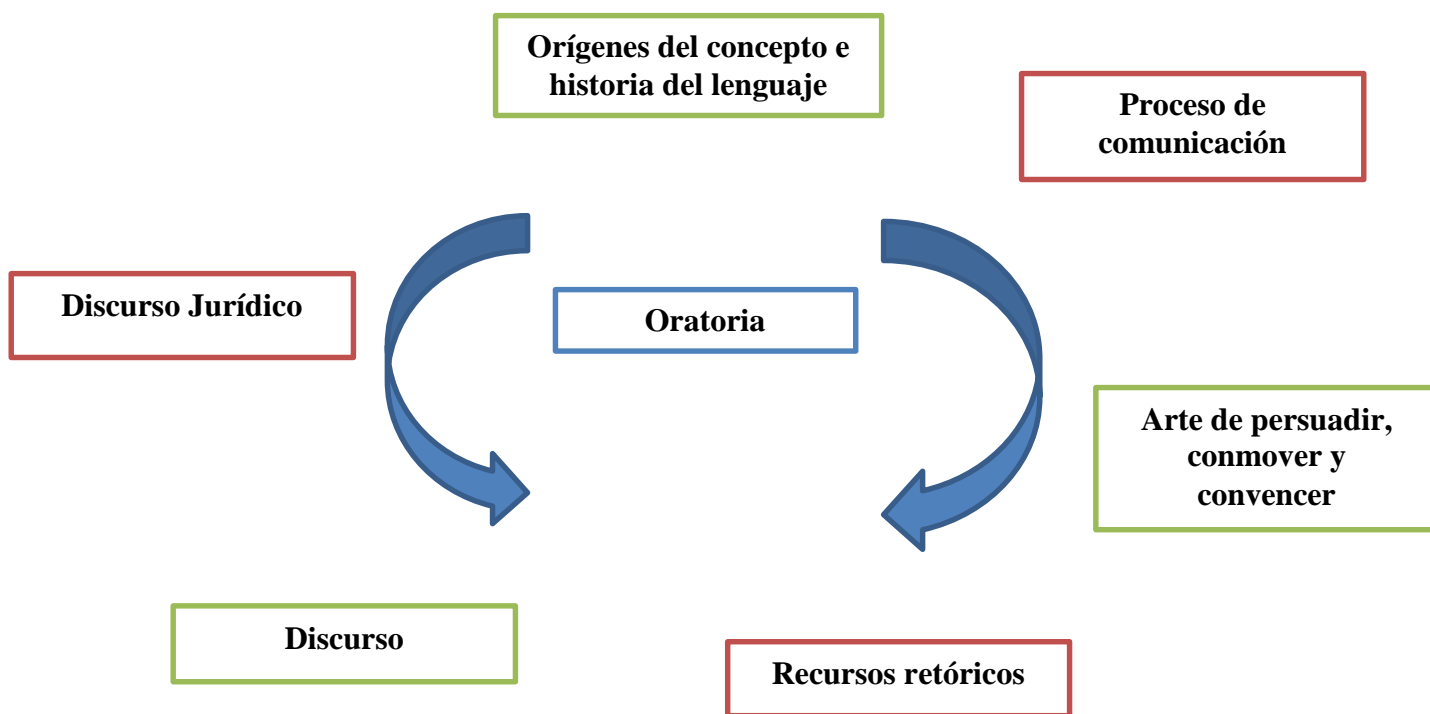 Orígenes del concepto e
historia del lenguaje
Proceso de
comunicación
Discurso Jurídico
Oratoria
Arte de persuadir,
conmover y
convencer
Discurso
Recursos retóricos